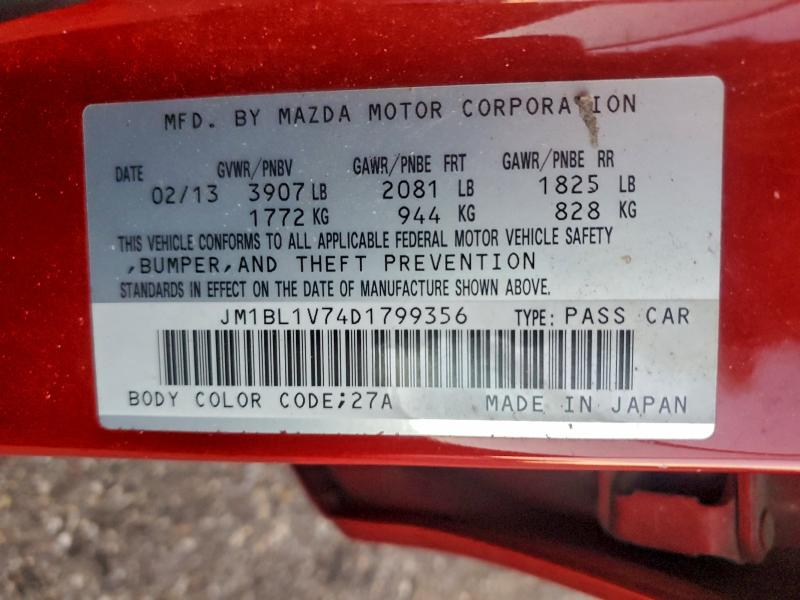 MFD. BY MAZDA MOTOR CORPORATION
DATE GVWR/PNBV GAWR/PNBE FRT GAWR/PNBE RR
02/13 3907 LB 2081 LB 1825 LB
1772 KG 944 KG 828 KG
THIS VEHICLE CONFORMS TO ALL APPLICABLE FEDERAL MOTOR VEHICLE SAFETY
,BUMPER,AND THEFT PREVENTION
STANDARDS IN EFFECT ON THE DATE OF MANUFACTURE SHOWN ABOVE.
JM1BL1V74D1799356 TYPE: PASS CAR
BODY COLOR CODE;27A MADE IN JAPAN